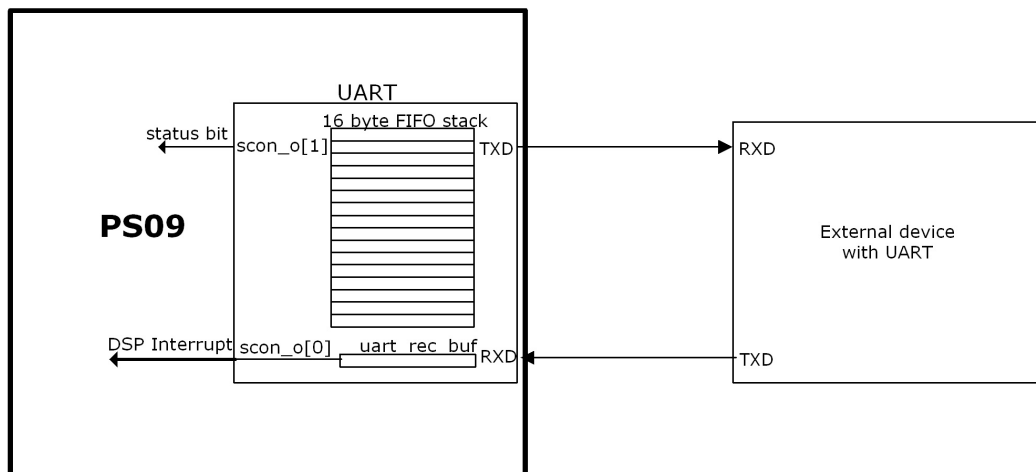 UART
16 byte FIFO stack
status bit
scon_o[1]
TXD
RXD
PS09
External device
with UART
DSP Interrupt
scon_o[0]
uart_rec_buf
RXD
TXD